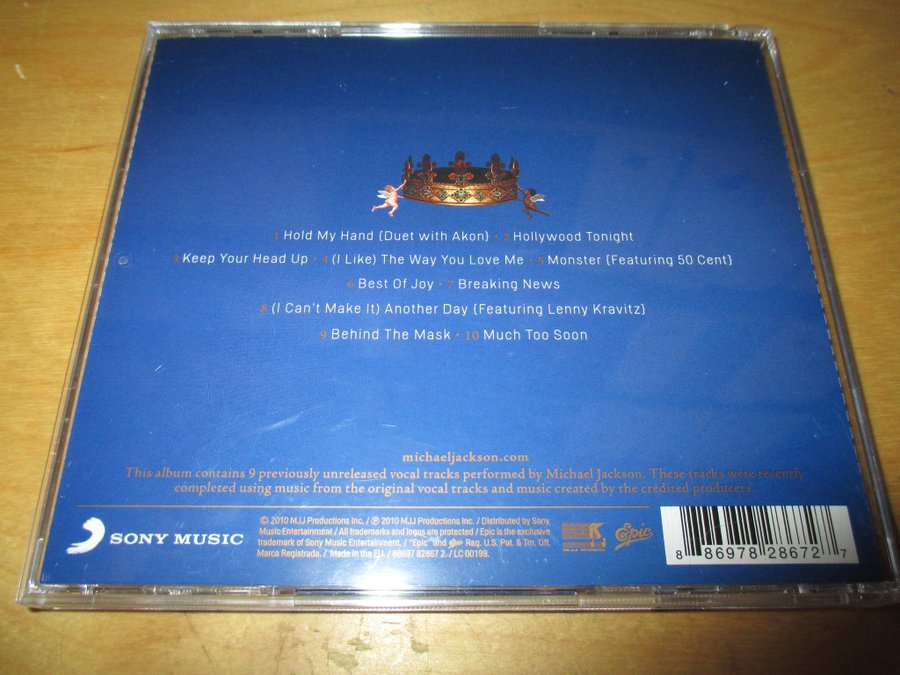 1 Hold My Hand {Duet with Akon} • 2 Hollywood Tonight
3 Keep Your Head Up • 4 (I Like) The Way You Love Me • 5 Monster {Featuring 50 Cent}
6 Best Of Joy • 7 Breaking News
8 (I Can't Make It) Another Day {Featuring Lenny Kravitz}
9 Behind The Mask • 10 Much Too Soon
michaeljackson.com
This album contains 9 previously unreleased vocal tracks performed by Michael Jackson. These tracks were recently
completed using music from the original vocal tracks and music created by the credited producers.
SONY MUSIC
© 2010 MJJ Productions Inc. / ℗ 2010 MJJ Productions Inc. / Distributed by Sony
Music Entertainment / All trademarks and logos are protected / Epic is the exclusive
trademark of Sony Music Entertainment. / "Epic" and Epic Reg. U.S. Pat. & Tm. Off.
Marca Registrada. / Made in the EU. / 88697 82867 2. / LC 00199.
MJJ MUSIC
Epic
8 86978 28672 7